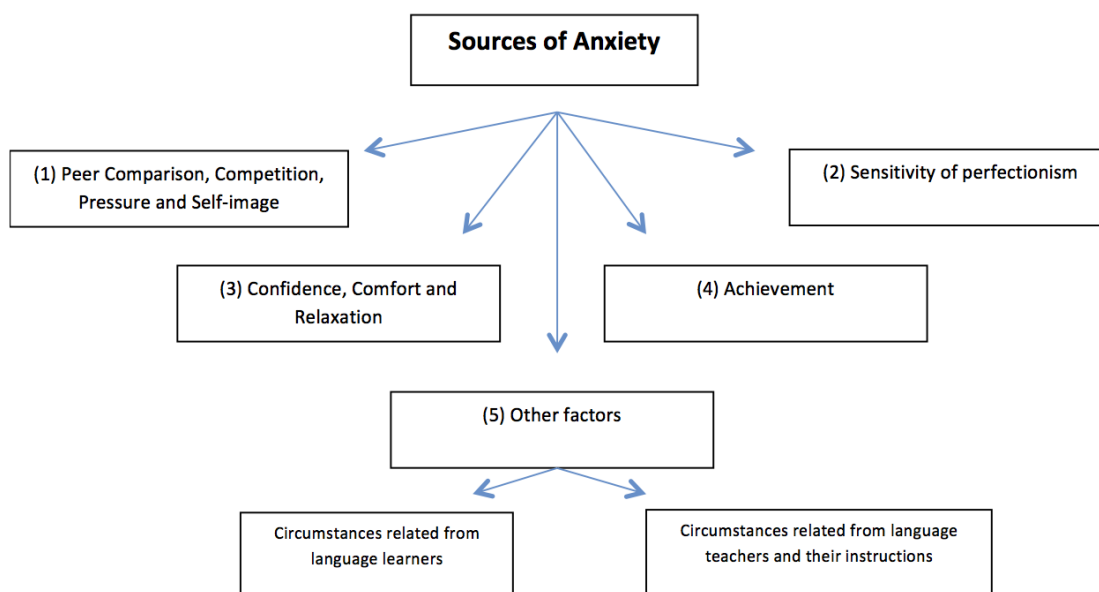 Sources of Anxiety
(1) Peer Comparison, Competition,
Pressure and Self-image
(2) Sensitivity of perfectionism
(3) Confidence, Comfort and
Relaxation
(4) Achievement
(5) Other factors
Circumstances related from
language learners
Circumstances related from language
teachers and their instructions